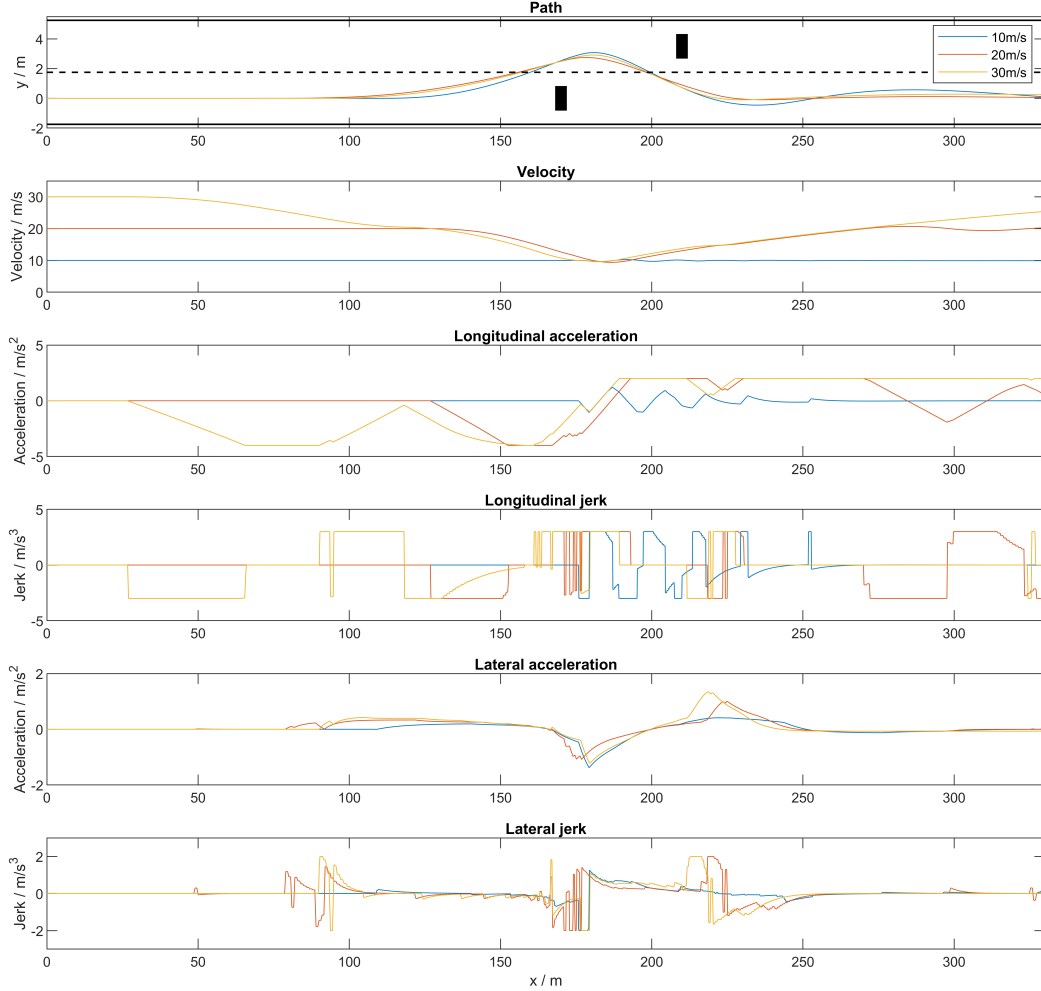 Path
y / m
4
2
0
-2
10m/s
20m/s
30m/s
0 50 100 150 200 250 300
Velocity
Velocity / m/s
30
20
10
0
0 50 100 150 200 250 300
Longitudinal acceleration
Acceleration / m/s²
5
0
-5
0 50 100 150 200 250 300
Longitudinal jerk
Jerk / m/s³
5
0
-5
0 50 100 150 200 250 300
Lateral acceleration
Acceleration / m/s²
2
0
-2
0 50 100 150 200 250 300
Lateral jerk
Jerk / m/s³
2
0
-2
0 50 100 150 200 250 300
x / m